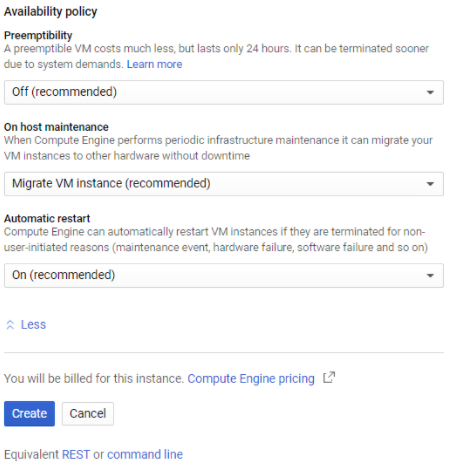 Availability policy
Preemptibility
A preemptible VM costs much less, but lasts only 24 hours. It can be terminated sooner
due to system demands. Learn more
Off (recommended)
On host maintenance
When Compute Engine performs periodic infrastructure maintenance it can migrate your
VM instances to other hardware without downtime
Migrate VM instance (recommended)
Automatic restart
Compute Engine can automatically restart VM instances if they are terminated for non-
user-initiated reasons (maintenance event, hardware failure, software failure and so on)
On (recommended)
Less
You will be billed for this instance. Compute Engine pricing
Create Cancel
Equivalent REST or command line